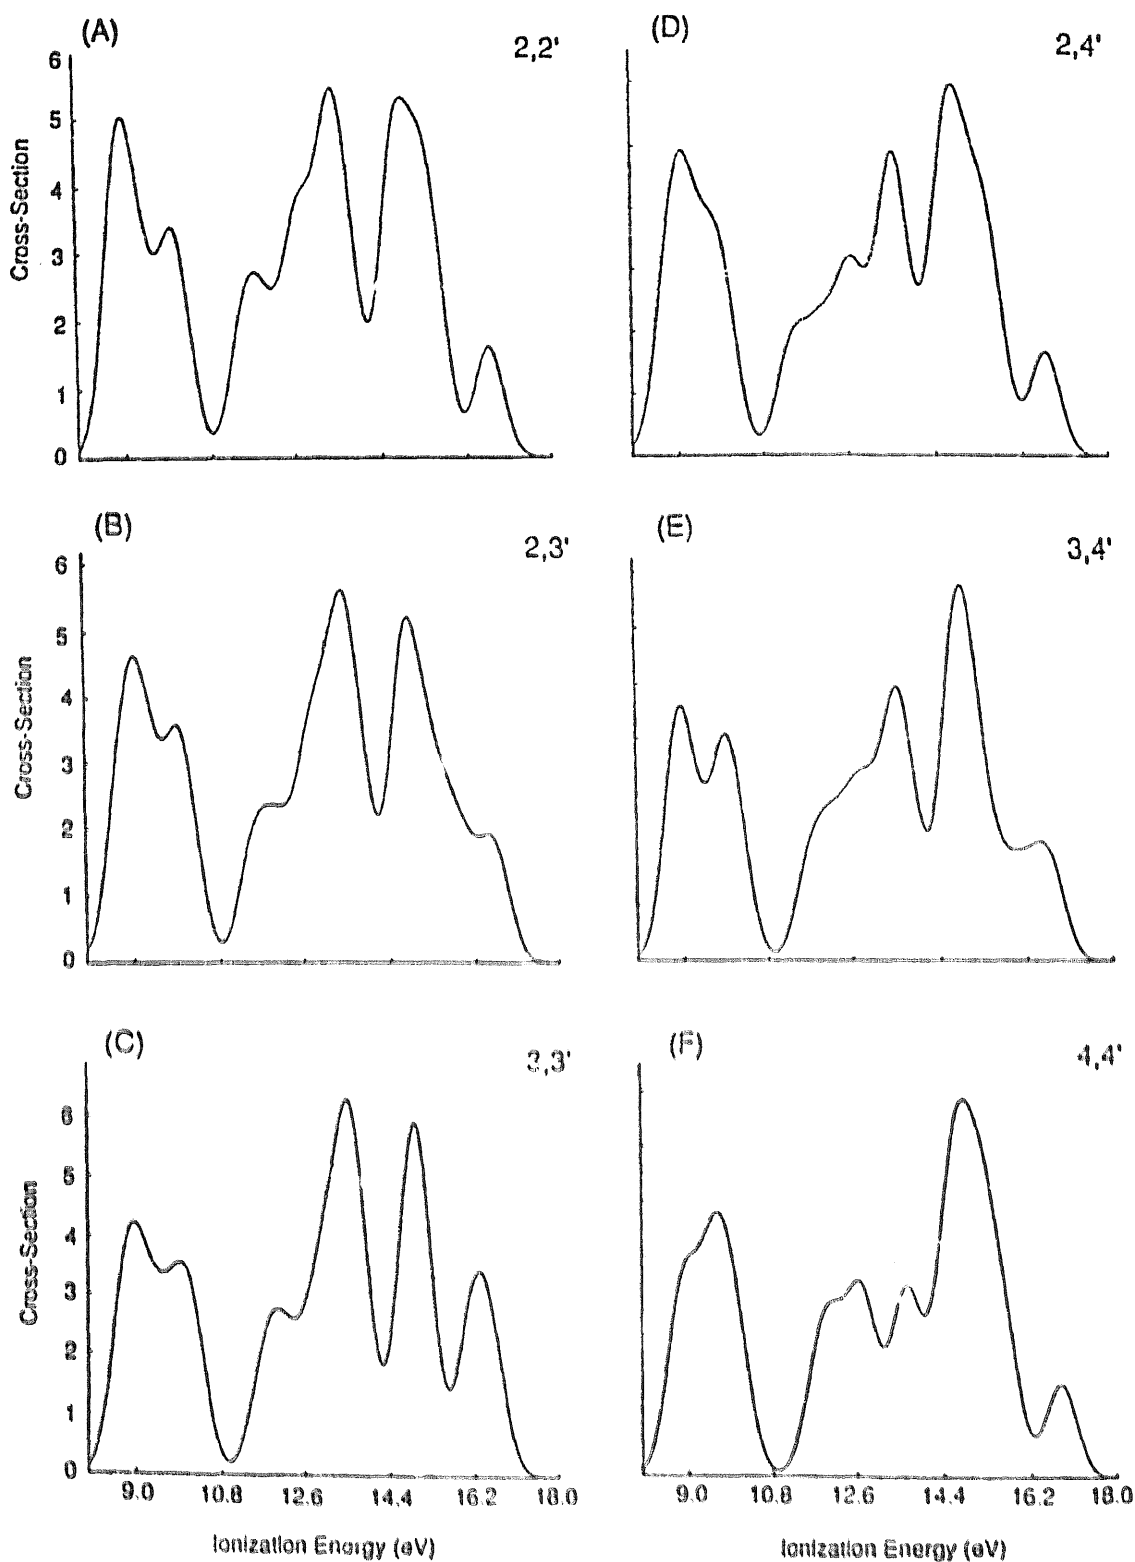 (A)
2,2'
6
5
4
3
2
1
0
Cross-Section
(D)
2,4'
(B)
2,3'
6
5
4
3
2
1
0
Cross-Section
(E)
3,4'
(C)
3,3'
6
5
4
3
2
1
0
Cross-Section
9.0 10.8 12.6 14.4 16.2 18.0
Ionization Energy (eV)
(F)
4,4'
9.0 10.8 12.6 14.4 16.2 18.0
Ionization Energy (eV)